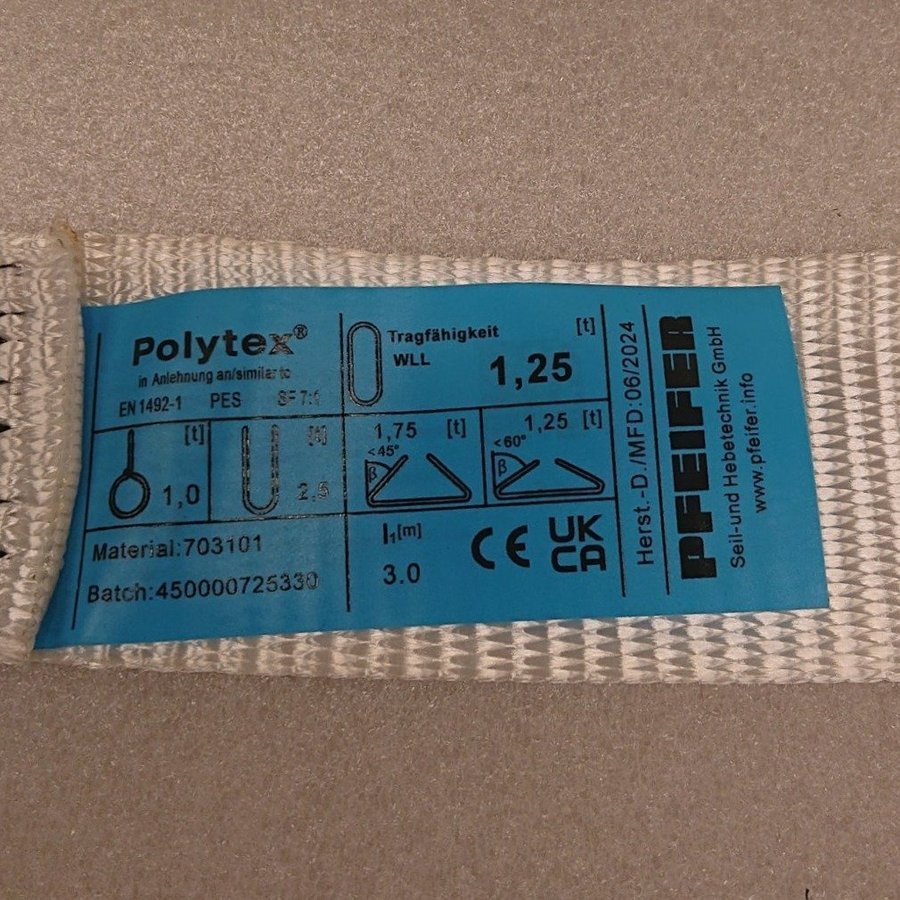 Polytex®
in Anlehnung an/similar to
EN 1492-1 PES SF 7:1
[t]
1,0
[t]
2,5
Material:703101
Batch:450000725330
Tragfähigkeit [t]
WLL 1,25
1,75 [t]
<45°
β
1,25 [t]
<60°
β
l₁[m]
3.0
CE UK
CA
Herst.-D./MFD:06/2024
PFEIFER
Seil-und Hebetechnik GmbH
www.pfeifer.info